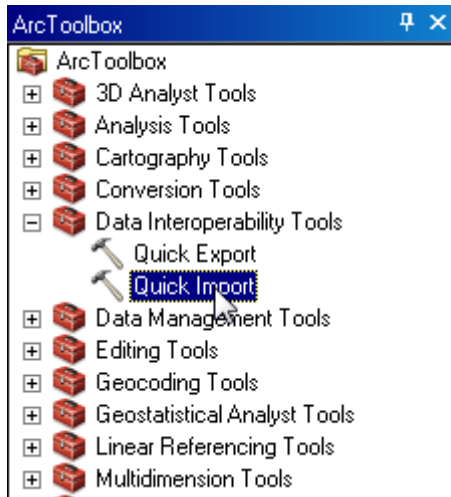 ArcToolbox
ArcToolbox
3D Analyst Tools
Analysis Tools
Cartography Tools
Conversion Tools
Data Interoperability Tools
Quick Export
Quick Import
Data Management Tools
Editing Tools
Geocoding Tools
Geostatistical Analyst Tools
Linear Referencing Tools
Multidimension Tools